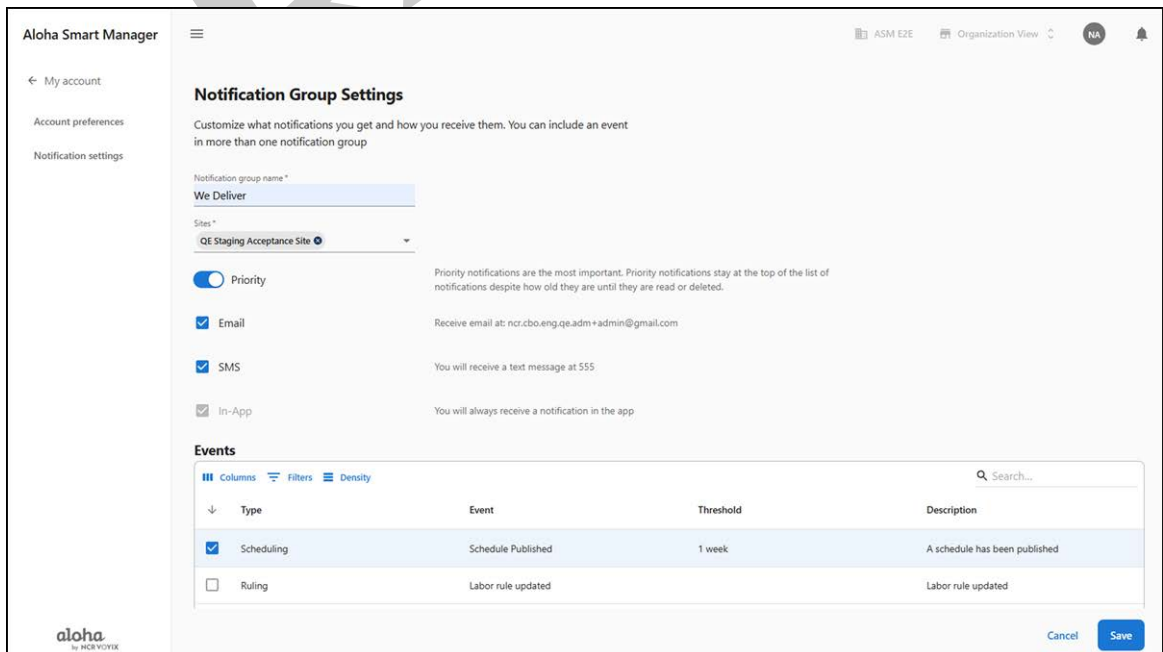 Aloha Smart Manager
ASM E2E
Organization View
NA
My account
Account preferences
Notification settings
Notification Group Settings
Customize what notifications you get and how you receive them. You can include an event
in more than one notification group
Notification group name *
We Deliver
Sites *
QE Staging Acceptance Site
Priority
Priority notifications are the most important. Priority notifications stay at the top of the list of
notifications despite how old they are until they are read or deleted.
Email
Receive email at: ncr.cbo.eng.qe.adm+admin@gmail.com
SMS
You will receive a text message at 555
In-App
You will always receive a notification in the app
Events
Columns Filters Density
Search...
Type Event Threshold Description
Scheduling Schedule Published 1 week A schedule has been published
Ruling Labor rule updated Labor rule updated
Cancel Save
aloha
by NCR VOYIX